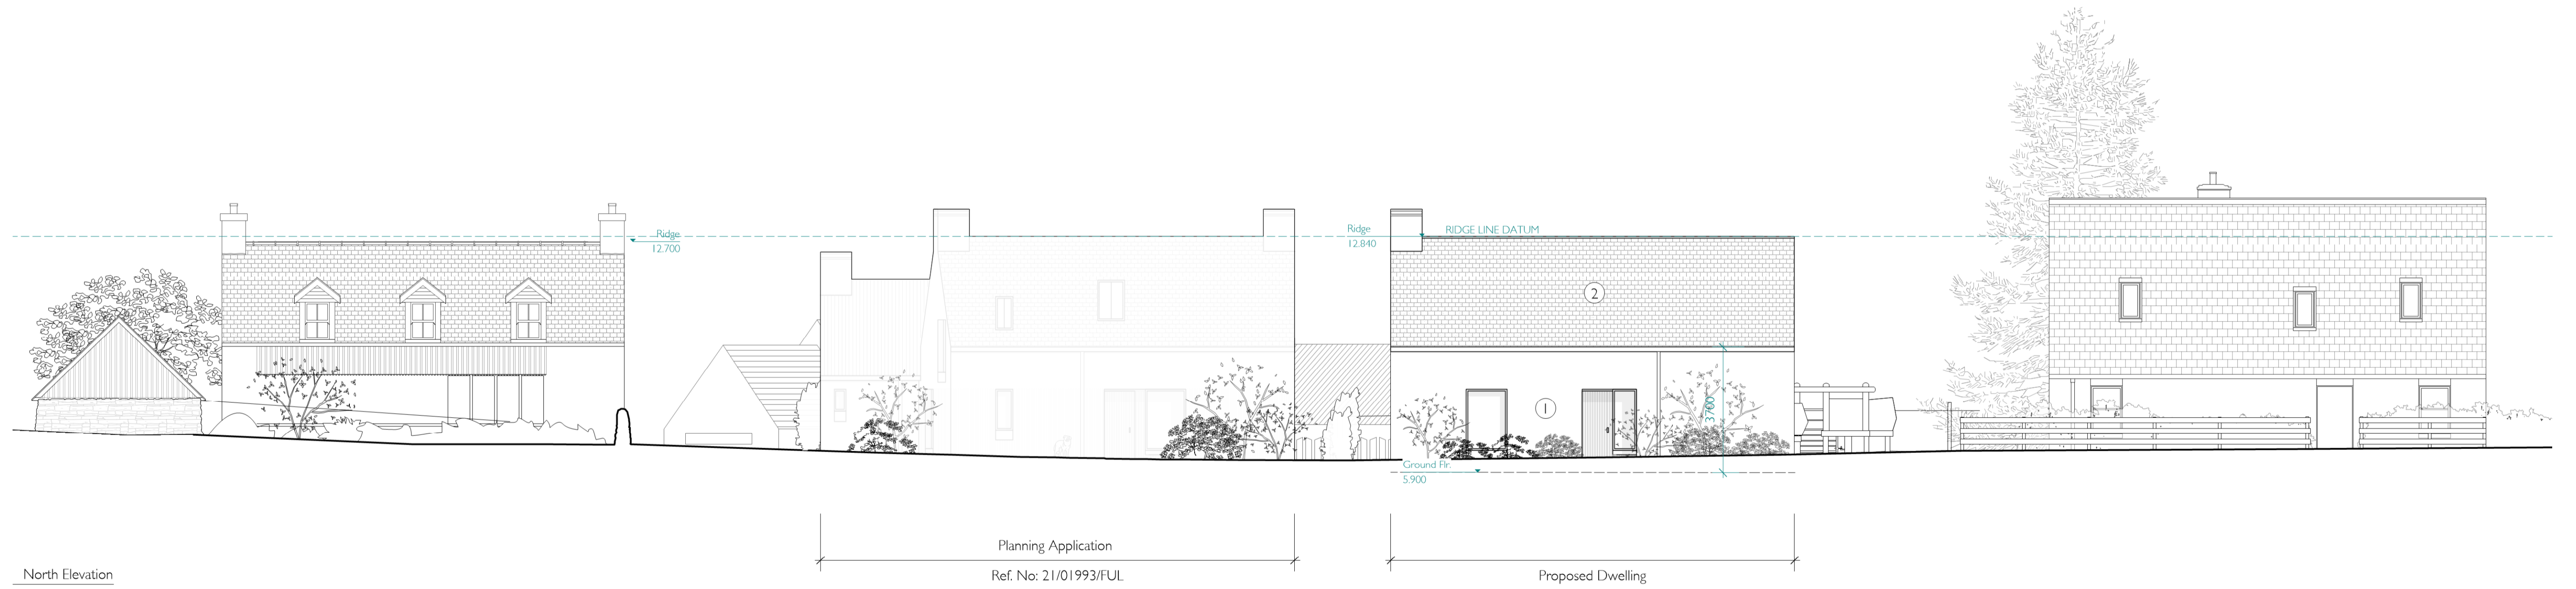 Ridge
12.700
Ridge
12.840
RIDGE LINE DATUM
2
1
3700
Ground Flr.
5.900
Planning Application
Ref. No: 21/01993/FUL
Proposed Dwelling
North Elevation